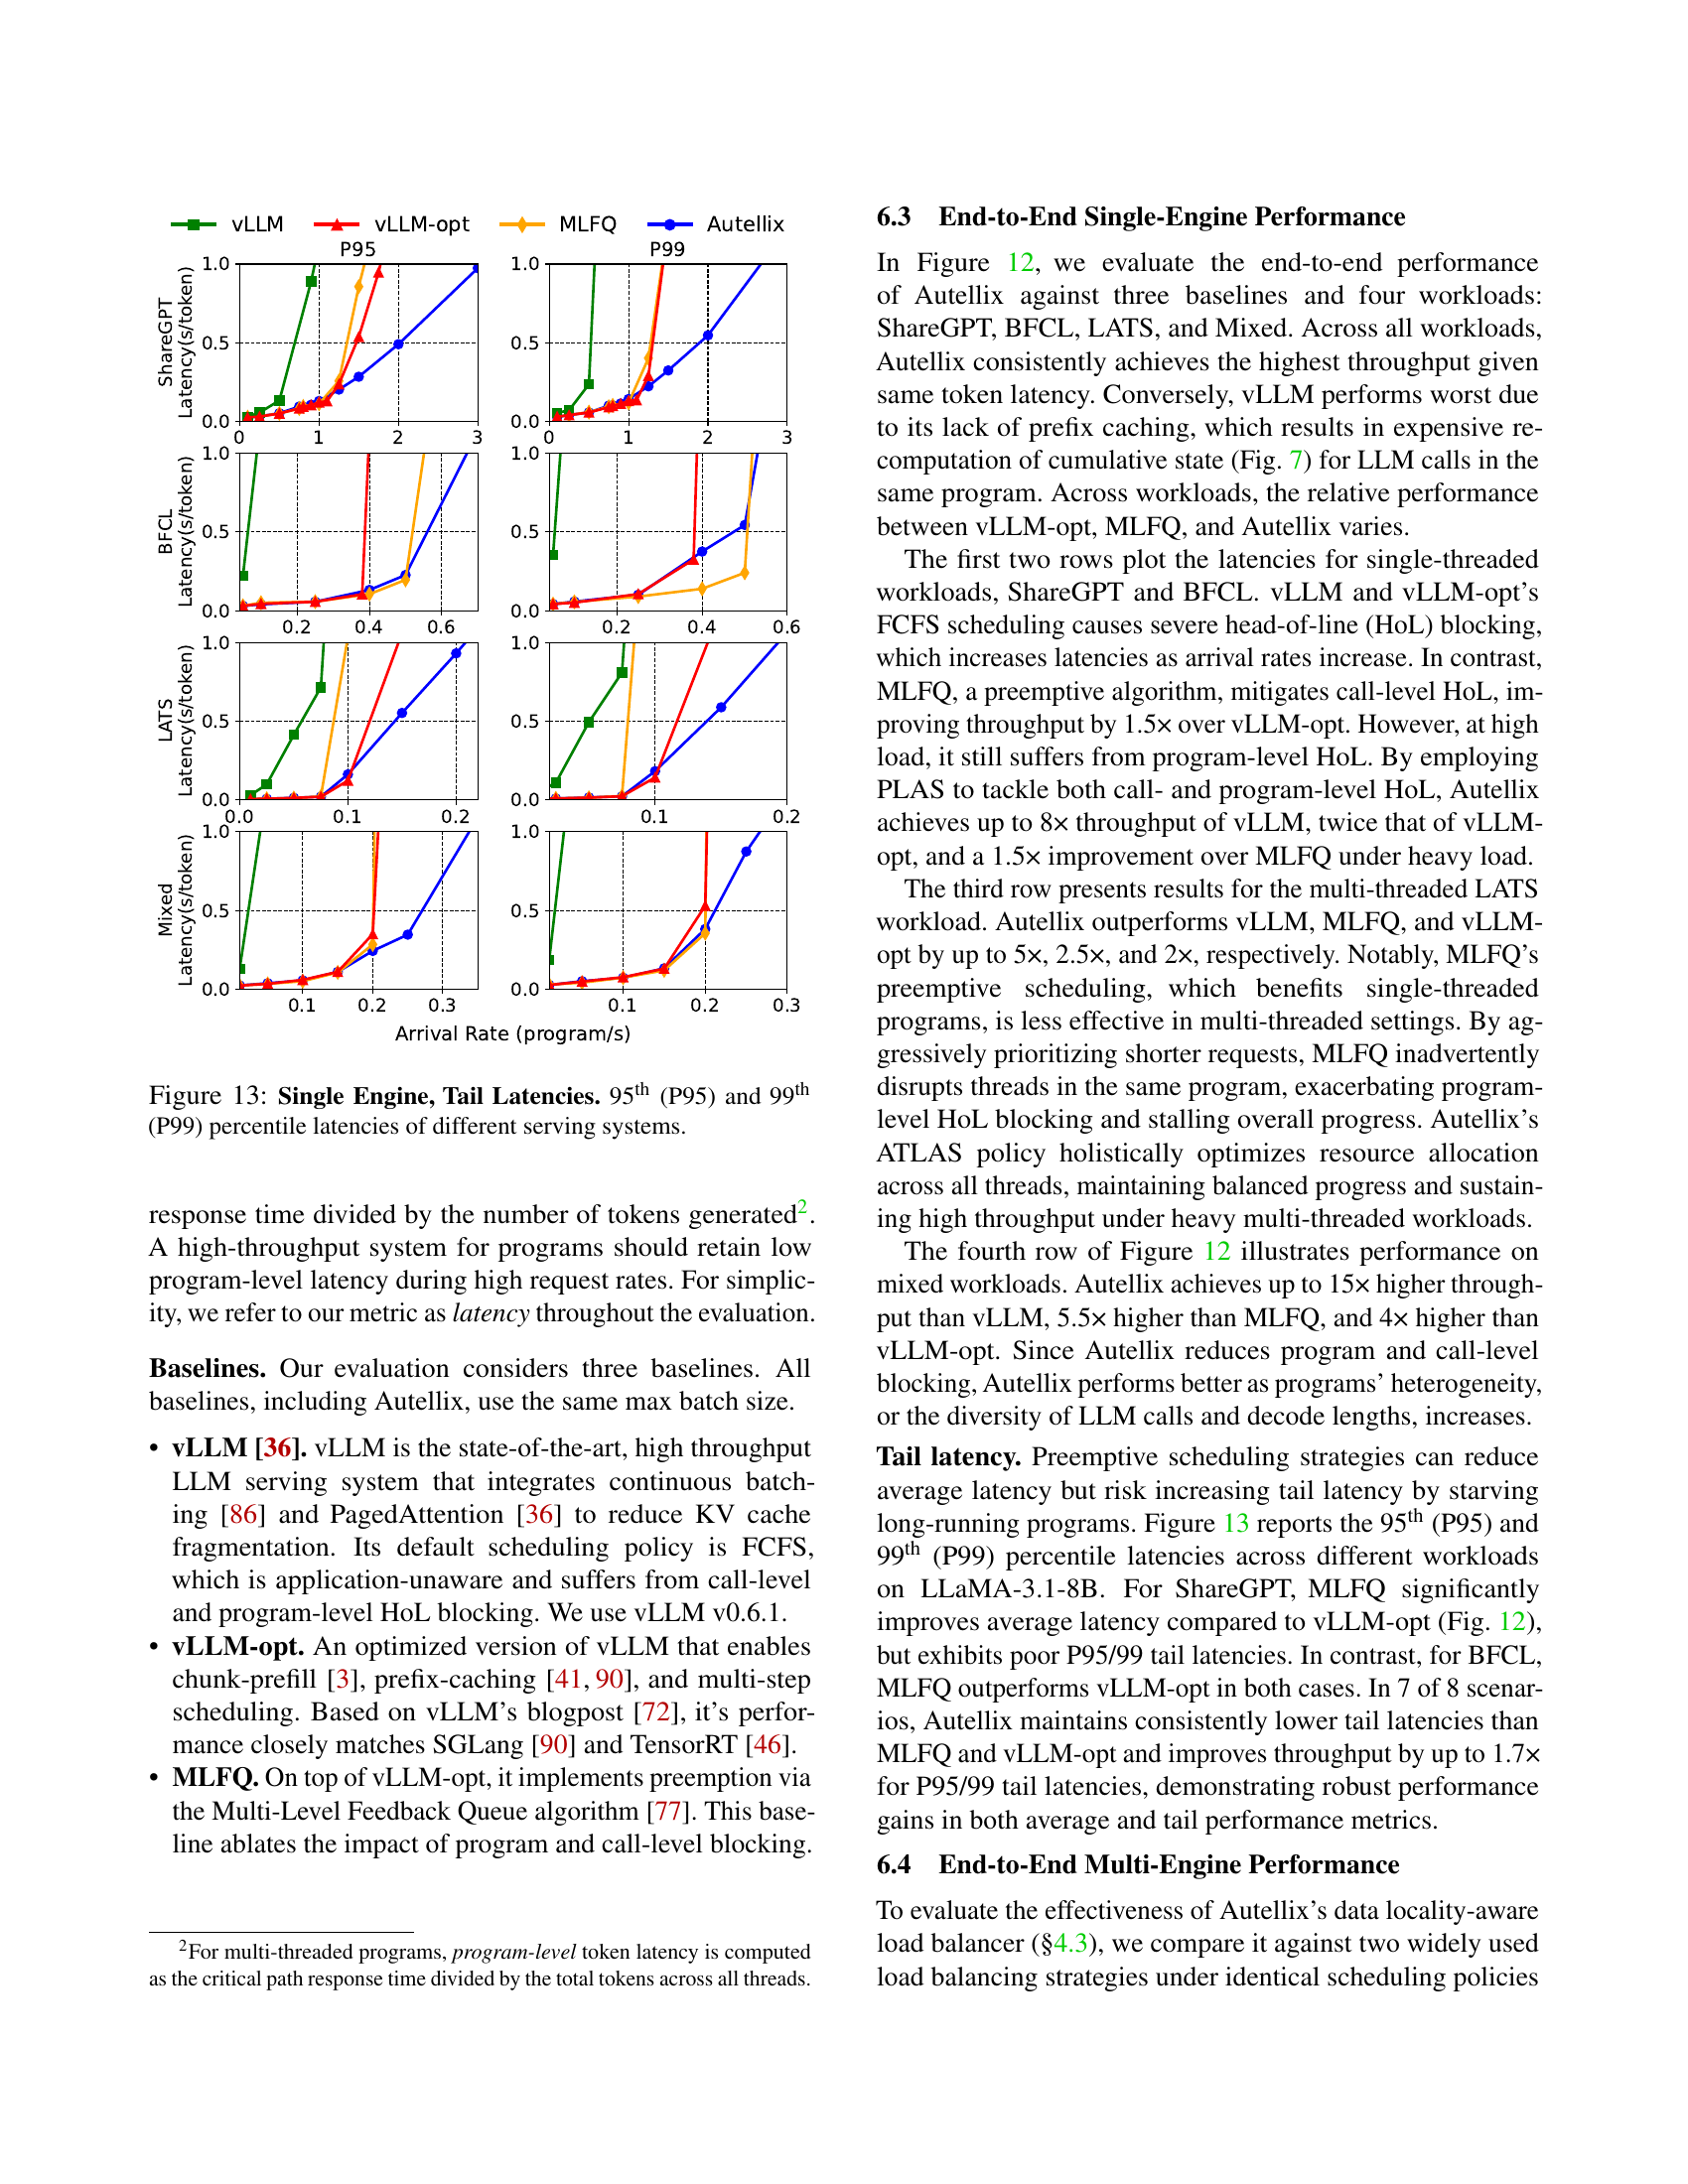 vLLM vLLM-opt MLFQ Autellix
P95 P99
ShareGPT
Latency(s/token)
1.0
0.5
0.0
0 1 2 3
1.0
0.5
0.0
0 1 2 3
BFCL
Latency(s/token)
1.0
0.5
0.0
0.2 0.4 0.6
1.0
0.5
0.0
0.2 0.4 0.6
LATS
Latency(s/token)
1.0
0.5
0.0
0.0 0.1 0.2
1.0
0.5
0.0
0.1 0.2
Mixed
Latency(s/token)
1.0
0.5
0.0
0.1 0.2 0.3
1.0
0.5
0.0
0.1 0.2 0.3
Arrival Rate (program/s)
Figure 13: Single Engine, Tail Latencies. 95th (P95) and 99th
(P99) percentile latencies of different serving systems.
response time divided by the number of tokens generated2.
A high-throughput system for programs should retain low
program-level latency during high request rates. For simplic-
ity, we refer to our metric as latency throughout the evaluation.
Baselines. Our evaluation considers three baselines. All
baselines, including Autellix, use the same max batch size.
• vLLM [36]. vLLM is the state-of-the-art, high throughput
LLM serving system that integrates continuous batch-
ing [86] and PagedAttention [36] to reduce KV cache
fragmentation. Its default scheduling policy is FCFS,
which is application-unaware and suffers from call-level
and program-level HoL blocking. We use vLLM v0.6.1.
• vLLM-opt. An optimized version of vLLM that enables
chunk-prefill [3], prefix-caching [41, 90], and multi-step
scheduling. Based on vLLM's blogpost [72], it's perfor-
mance closely matches SGLang [90] and TensorRT [46].
• MLFQ. On top of vLLM-opt, it implements preemption via
the Multi-Level Feedback Queue algorithm [77]. This base-
line ablates the impact of program and call-level blocking.
2For multi-threaded programs, program-level token latency is computed
as the critical path response time divided by the total tokens across all threads.
6.3 End-to-End Single-Engine Performance
In Figure 12, we evaluate the end-to-end performance
of Autellix against three baselines and four workloads:
ShareGPT, BFCL, LATS, and Mixed. Across all workloads,
Autellix consistently achieves the highest throughput given
same token latency. Conversely, vLLM performs worst due
to its lack of prefix caching, which results in expensive re-
computation of cumulative state (Fig. 7) for LLM calls in the
same program. Across workloads, the relative performance
between vLLM-opt, MLFQ, and Autellix varies.
The first two rows plot the latencies for single-threaded
workloads, ShareGPT and BFCL. vLLM and vLLM-opt's
FCFS scheduling causes severe head-of-line (HoL) blocking,
which increases latencies as arrival rates increase. In contrast,
MLFQ, a preemptive algorithm, mitigates call-level HoL, im-
proving throughput by 1.5× over vLLM-opt. However, at high
load, it still suffers from program-level HoL. By employing
PLAS to tackle both call- and program-level HoL, Autellix
achieves up to 8× throughput of vLLM, twice that of vLLM-
opt, and a 1.5× improvement over MLFQ under heavy load.
The third row presents results for the multi-threaded LATS
workload. Autellix outperforms vLLM, MLFQ, and vLLM-
opt by up to 5×, 2.5×, and 2×, respectively. Notably, MLFQ's
preemptive scheduling, which benefits single-threaded
programs, is less effective in multi-threaded settings. By ag-
gressively prioritizing shorter requests, MLFQ inadvertently
disrupts threads in the same program, exacerbating program-
level HoL blocking and stalling overall progress. Autellix's
ATLAS policy holistically optimizes resource allocation
across all threads, maintaining balanced progress and sustain-
ing high throughput under heavy multi-threaded workloads.
The fourth row of Figure 12 illustrates performance on
mixed workloads. Autellix achieves up to 15× higher through-
put than vLLM, 5.5× higher than MLFQ, and 4× higher than
vLLM-opt. Since Autellix reduces program and call-level
blocking, Autellix performs better as programs' heterogeneity,
or the diversity of LLM calls and decode lengths, increases.
Tail latency. Preemptive scheduling strategies can reduce
average latency but risk increasing tail latency by starving
long-running programs. Figure 13 reports the 95th (P95) and
99th (P99) percentile latencies across different workloads
on LLaMA-3.1-8B. For ShareGPT, MLFQ significantly
improves average latency compared to vLLM-opt (Fig. 12),
but exhibits poor P95/99 tail latencies. In contrast, for BFCL,
MLFQ outperforms vLLM-opt in both cases. In 7 of 8 scenar-
ios, Autellix maintains consistently lower tail latencies than
MLFQ and vLLM-opt and improves throughput by up to 1.7×
for P95/99 tail latencies, demonstrating robust performance
gains in both average and tail performance metrics.
6.4 End-to-End Multi-Engine Performance
To evaluate the effectiveness of Autellix's data locality-aware
load balancer (§4.3), we compare it against two widely used
load balancing strategies under identical scheduling policies